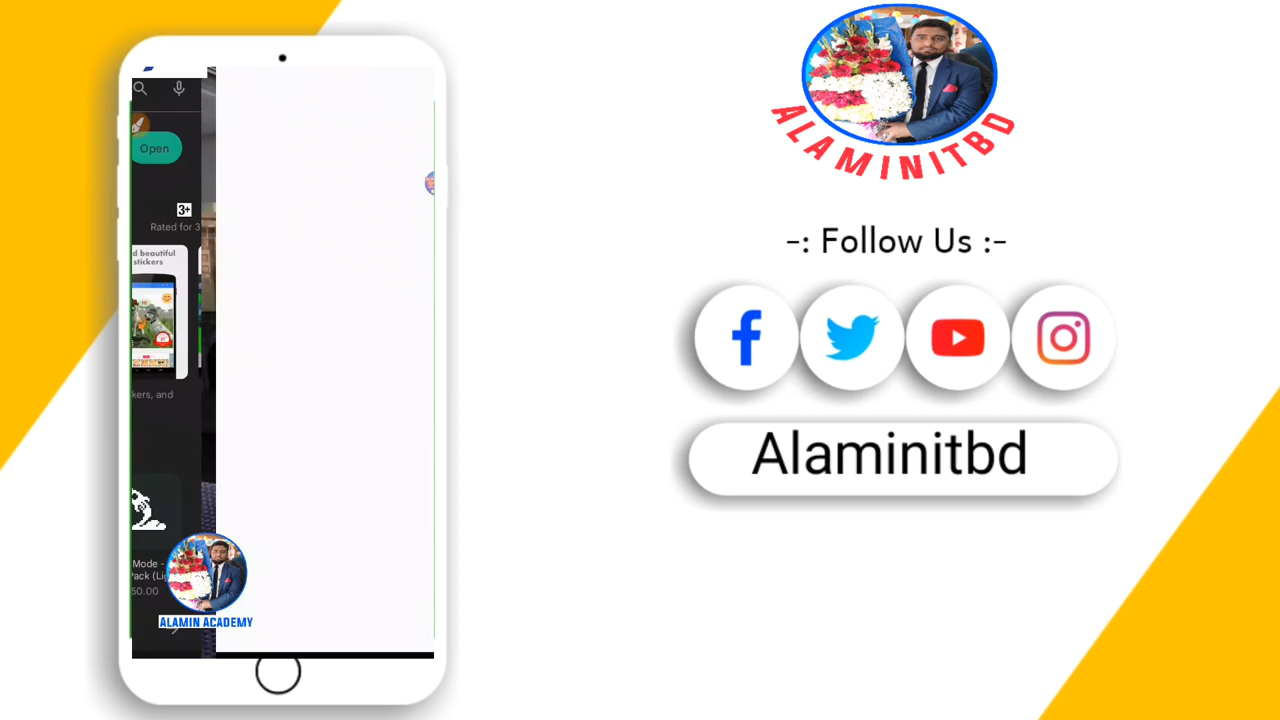 Open
3+
Rated for 3
d beautiful
stickers
kers, and
Mode -
Pack (Lig
50.00
ALAMIN ACADEMY
ALAMINITBD
-: Follow Us :-
Alaminitbd